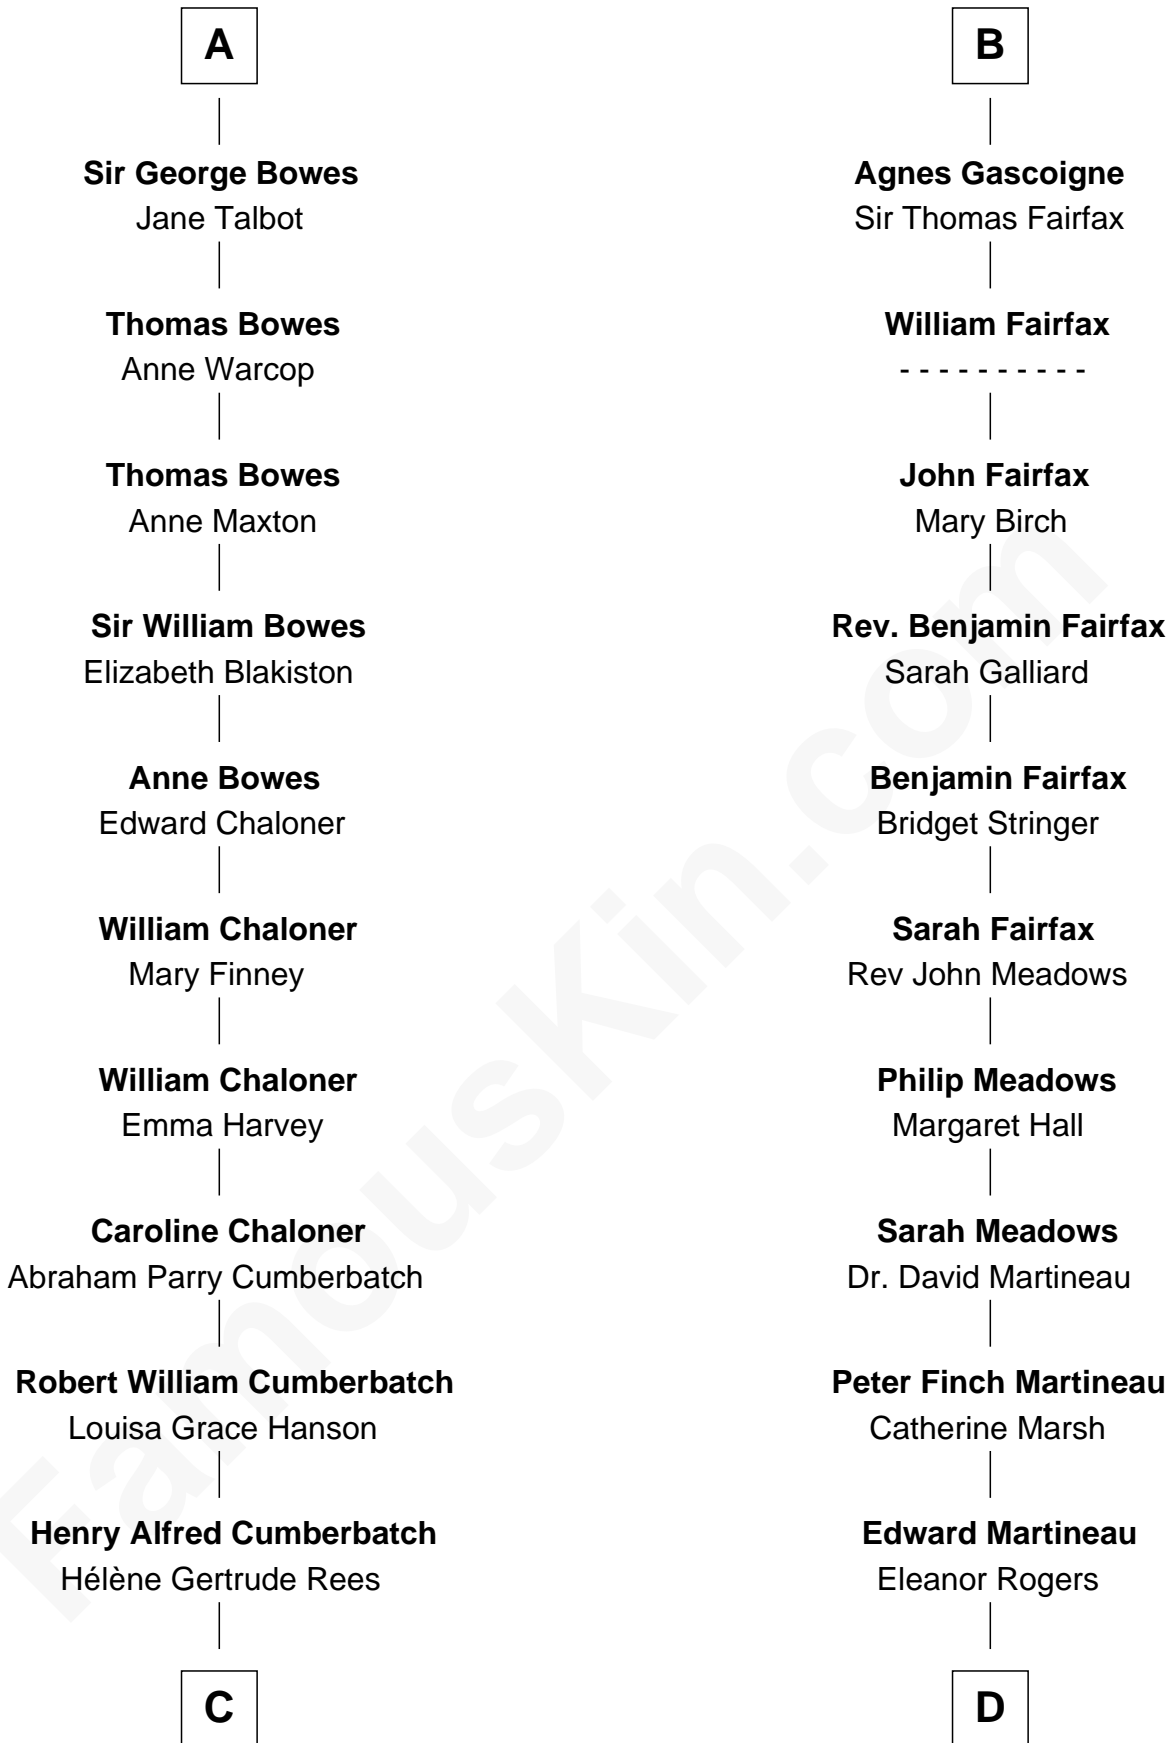 A
Sir George Bowes
Jane Talbot
Thomas Bowes
Anne Warcop
Thomas Bowes
Anne Maxton
Sir William Bowes
Elizabeth Blakiston
Anne Bowes
Edward Chaloner
William Chaloner
Mary Finney
William Chaloner
Emma Harvey
Caroline Chaloner
Abraham Parry Cumberbatch
Robert William Cumberbatch
Louisa Grace Hanson
Henry Alfred Cumberbatch
Hélène Gertrude Rees
C
B
Agnes Gascoigne
Sir Thomas Fairfax
William Fairfax
- - - - - - - - - -
John Fairfax
Mary Birch
Rev. Benjamin Fairfax
Sarah Galliard
Benjamin Fairfax
Bridget Stringer
Sarah Fairfax
Rev John Meadows
Philip Meadows
Margaret Hall
Sarah Meadows
Dr. David Martineau
Peter Finch Martineau
Catherine Marsh
Edward Martineau
Eleanor Rogers
D
FamousKin.com